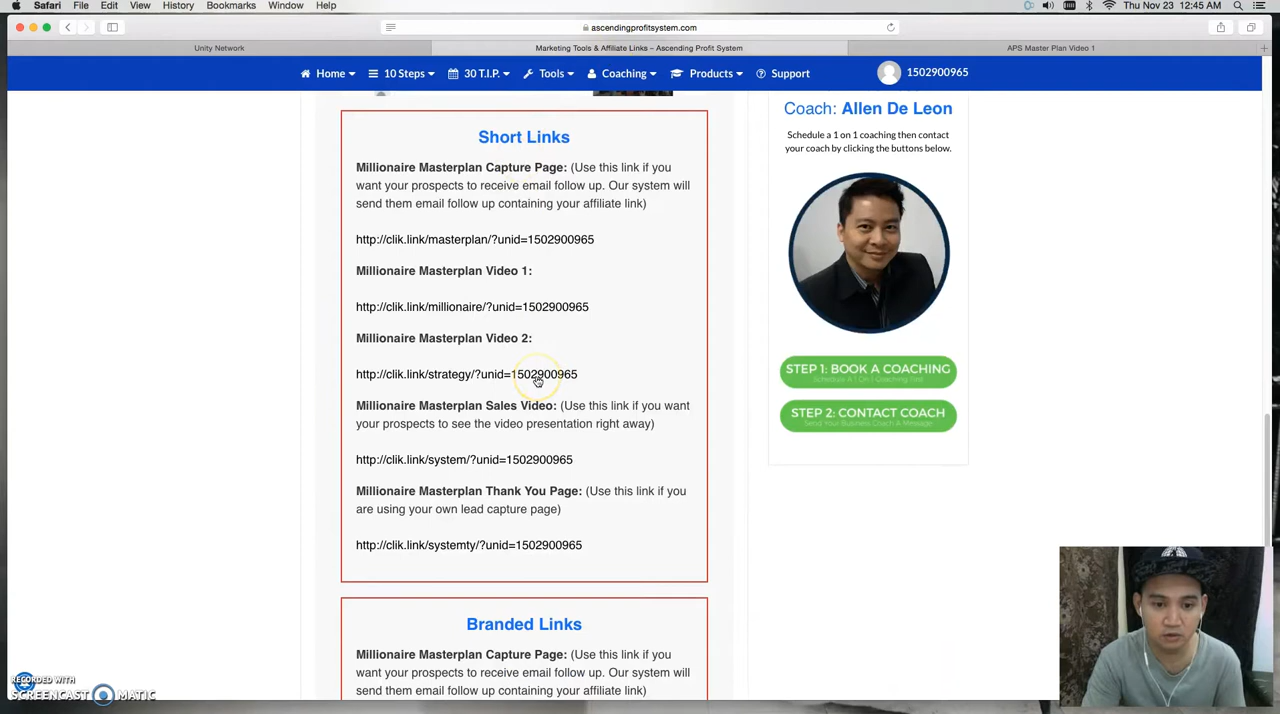 Safari File Edit View History Bookmarks Window Help
Thu Nov 23 12:45 AM
ascendingprofitsystem.com
Unity Network
Marketing Tools & Affiliate Links – Ascending Profit System
APS Master Plan Video 1
Home 10 Steps 30 T.I.P. Tools Coaching Products Support 1502900965
Short Links
Millionaire Masterplan Capture Page: (Use this link if you
want your prospects to receive email follow up. Our system will
send them email follow up containing your affiliate link)
http://clik.link/masterplan/?unid=1502900965
Millionaire Masterplan Video 1:
http://clik.link/millionaire/?unid=1502900965
Millionaire Masterplan Video 2:
http://clik.link/strategy/?unid=1502900965
Millionaire Masterplan Sales Video: (Use this link if you want
your prospects to see the video presentation right away)
http://clik.link/system/?unid=1502900965
Millionaire Masterplan Thank You Page: (Use this link if you
are using your own lead capture page)
http://clik.link/systemty/?unid=1502900965
Branded Links
Millionaire Masterplan Capture Page: (Use this link if you
want your prospects to receive email follow up. Our system will
send them email follow up containing your affiliate link)
Coach: Allen De Leon
Schedule a 1 on 1 coaching then contact
your coach by clicking the buttons below.
STEP 1: BOOK A COACHING
Schedule A 1 On 1 Coaching
STEP 2: CONTACT COACH
Send Your Business Coach A Message
RECORDED WITH
SCREENCAST MATIC